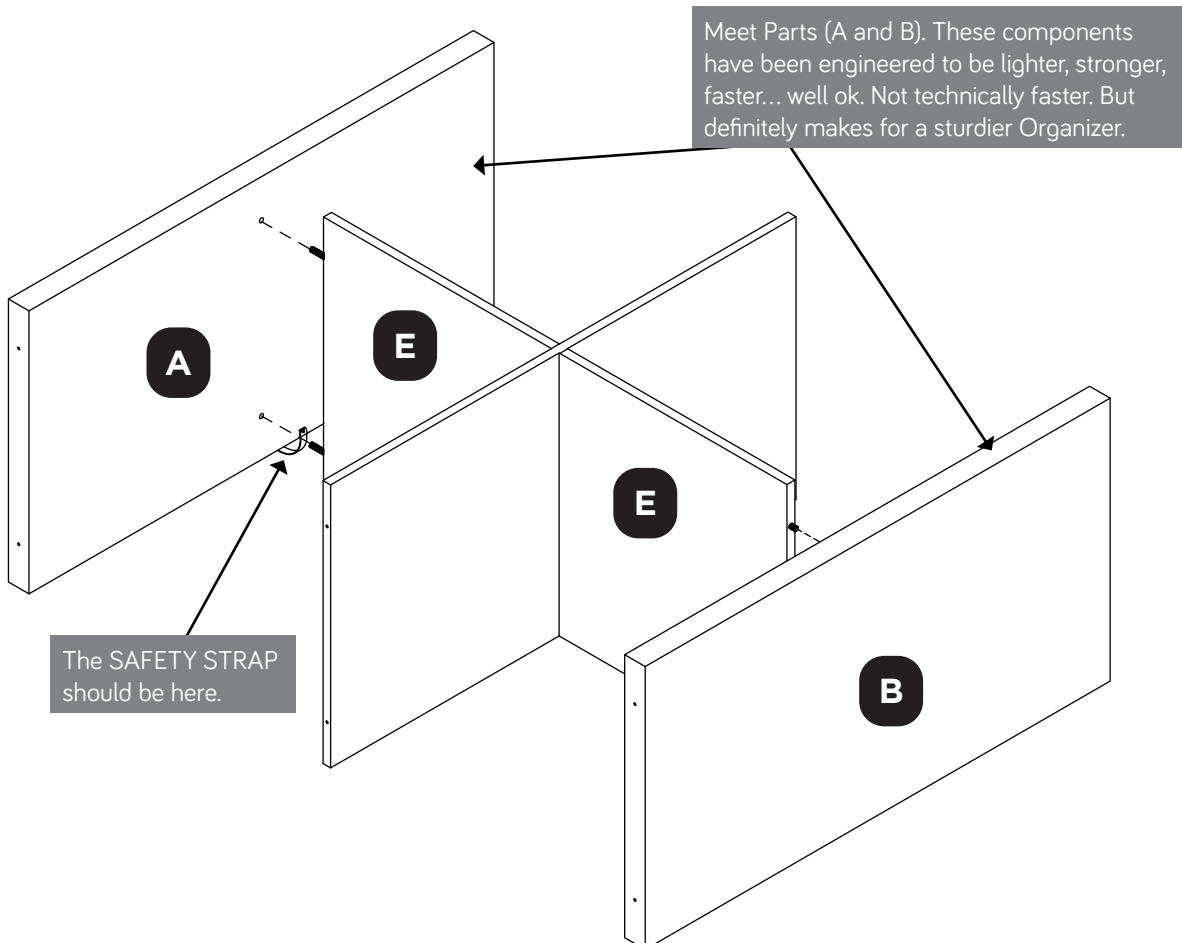 Meet Parts (A and B). These components
have been engineered to be lighter, stronger,
faster... well ok. Not technically faster. But
definitely makes for a sturdier Organizer.
A
E
E
The SAFETY STRAP
should be here.
B